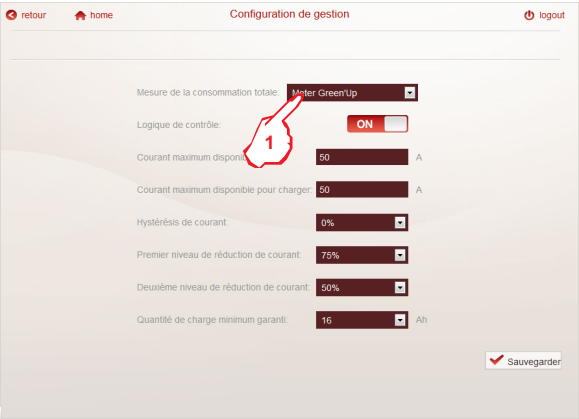 retour home Configuration de gestion logout
Mesure de la consommation totale: Meter Green'Up
Logique de contrôle: ON
1
Courant maximum disponi 50 A
Courant maximum disponible pour charger: 50 A
Hystérésis de courant: 0%
Premier niveau de réduction de courant: 75%
Deuxième niveau de réduction de courant: 50%
Quantité de charge minimum garanti: 16 Ah
Sauvegarder